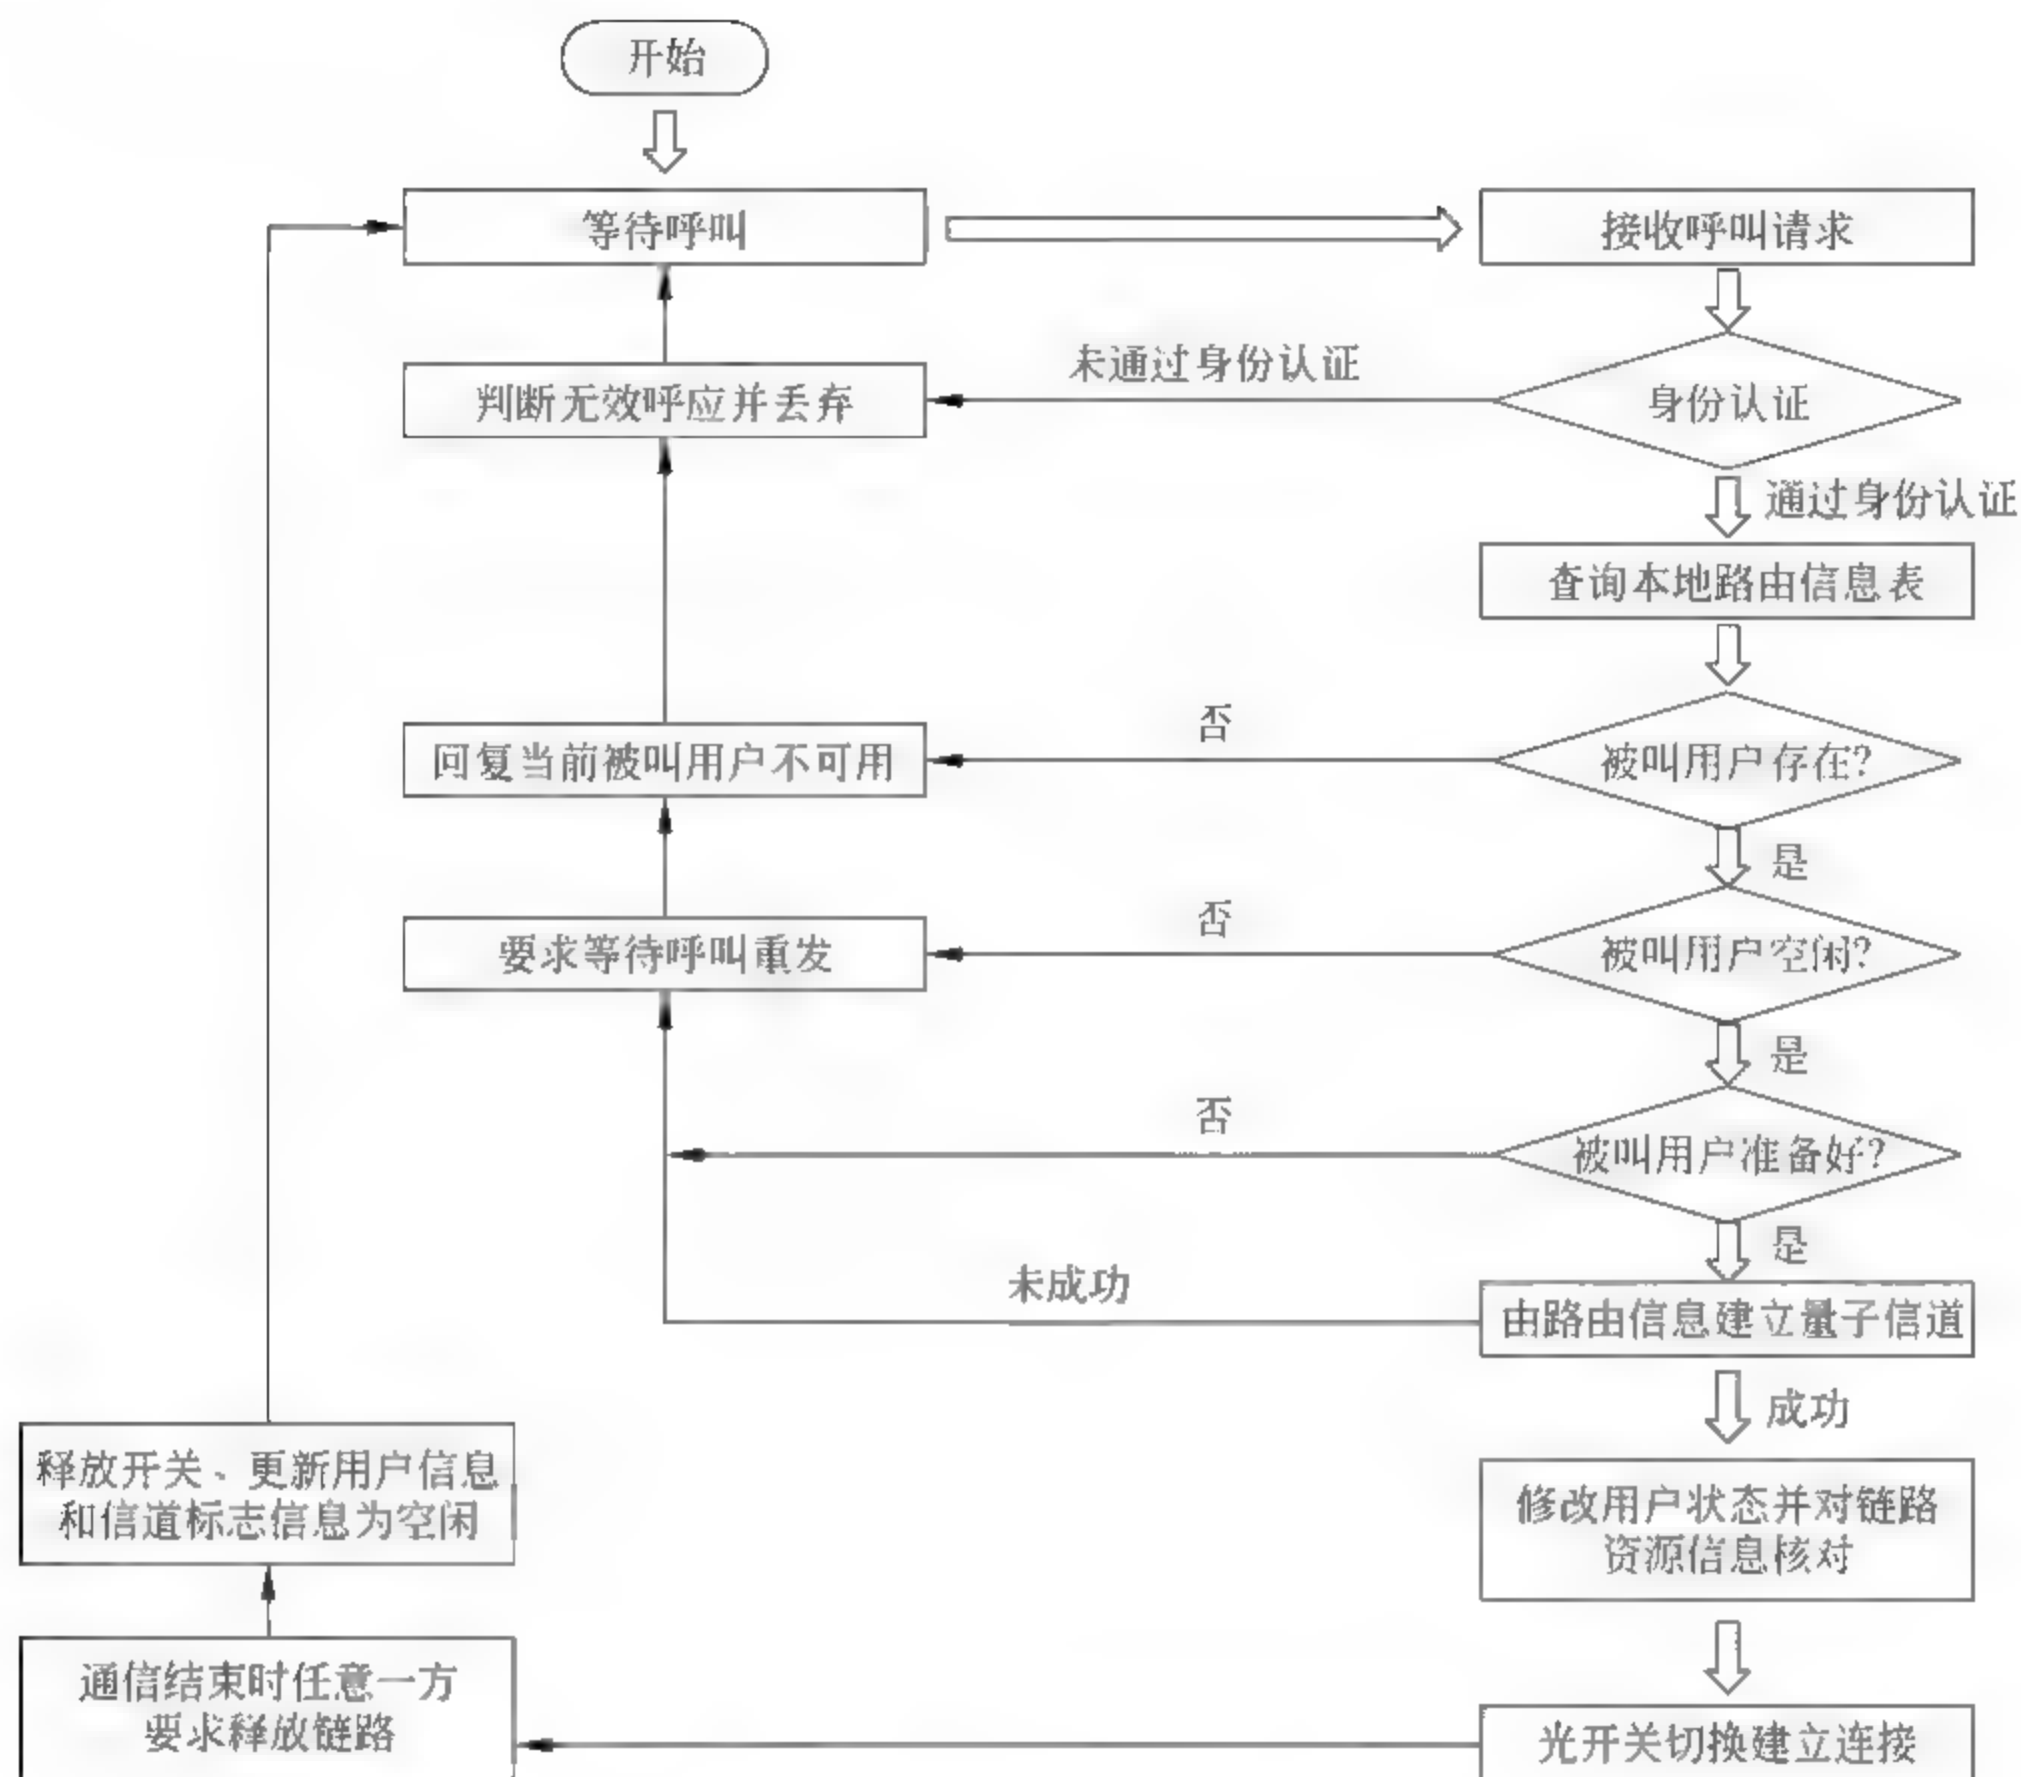 开始
等待呼叫
接收呼叫请求
未通过身份认证
判断无效呼应并丢弃
身份认证
通过身份认证
查询本地路由信息表
否
回复当前被叫用户不可用
被叫用户存在?
是
否
要求等待呼叫重发
被叫用户空闲?
是
否
被叫用户准备好?
是
未成功
由路由信息建立量子信道
成功
释放开关、更新用户信息
和信道标志信息为空闲
修改用户状态并对链路
资源信息核对
通信结束时任意一方
要求释放链路
光开关切换建立连接